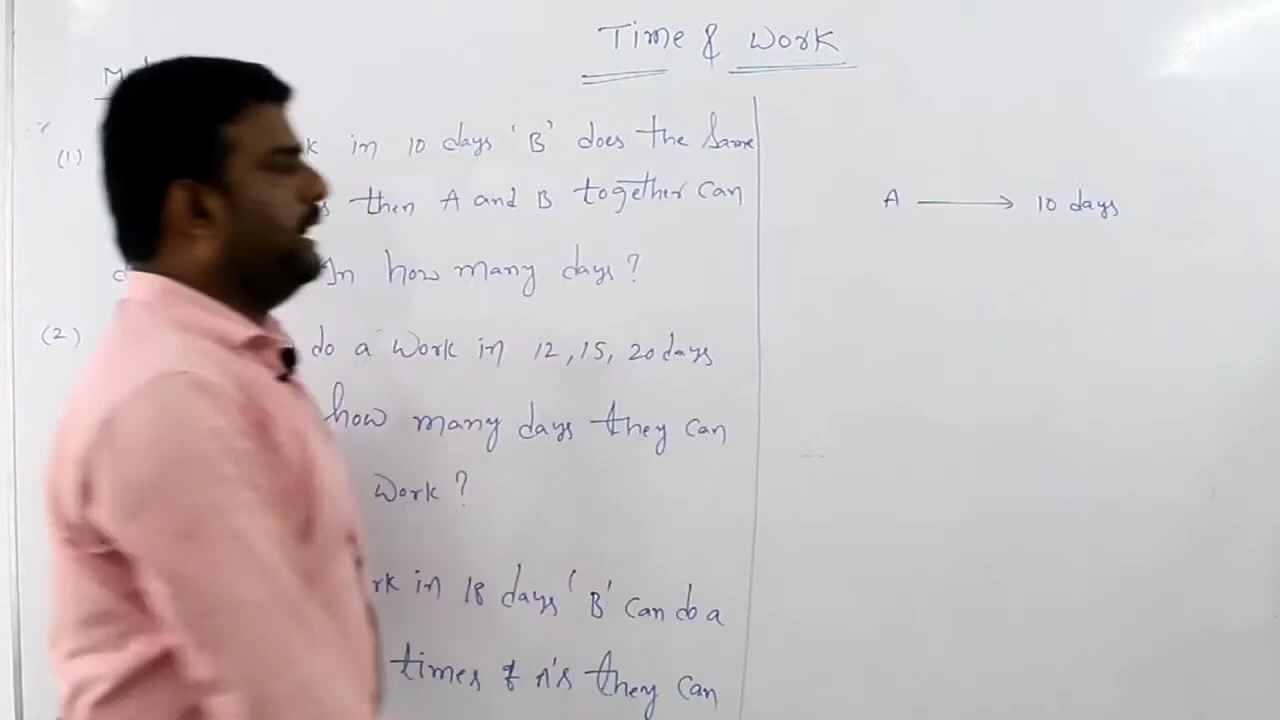 Time & Work
(1)
in 10 days 'B' does the same
then A and B together can
In how many days?
(2)
do a work in 12, 15, 20 days
how many days they can
work?
in 18 days 'B' can do a
times of A's they can
A → 10 days